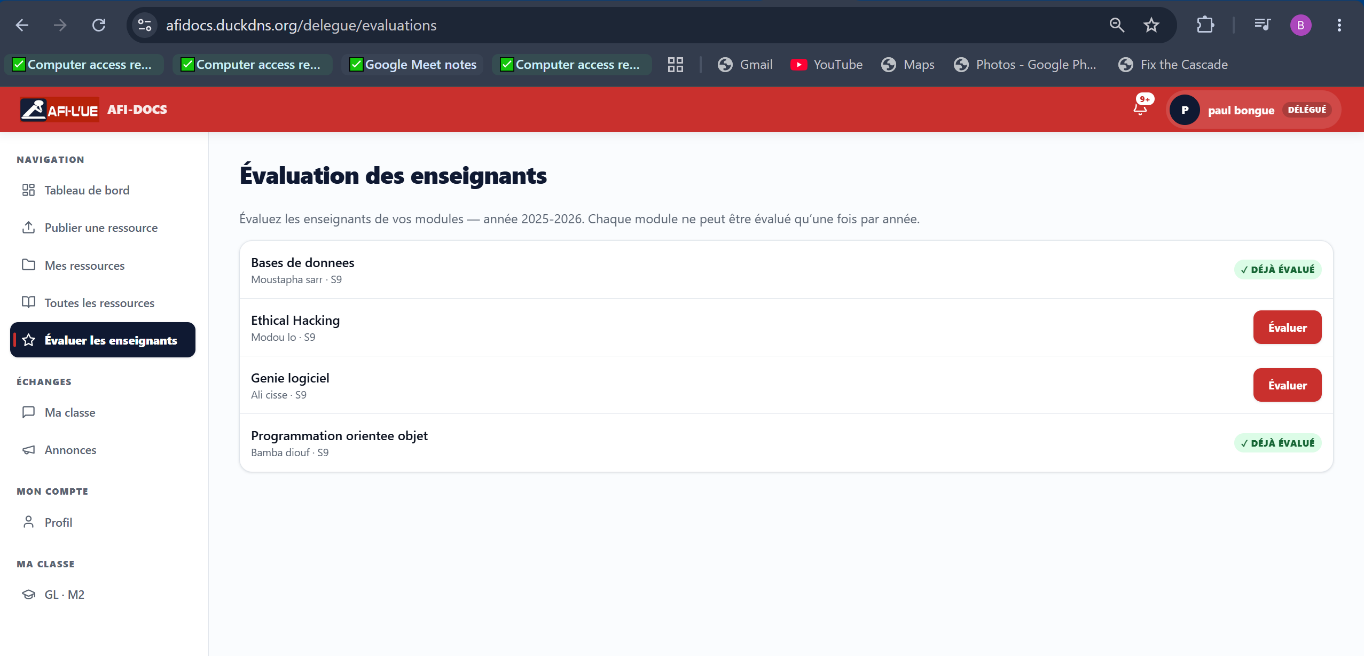 afidocs.duckdns.org/delegue/evaluations
B
Computer access re...
Computer access re...
Google Meet notes
Computer access re...
Gmail
YouTube
Maps
Photos - Google Ph...
Fix the Cascade
AFI-L'UE
AFI-DOCS
9+
P
paul bongue
DÉLÉGUÉ
NAVIGATION
Tableau de bord
Publier une ressource
Mes ressources
Toutes les ressources
Évaluer les enseignants
ÉCHANGES
Ma classe
Annonces
MON COMPTE
Profil
MA CLASSE
GL · M2
Évaluation des enseignants
Évaluez les enseignants de vos modules — année 2025-2026. Chaque module ne peut être évalué qu'une fois par année.
Bases de donnees
Moustapha sarr · S9
✓ DÉJÀ ÉVALUÉ
Ethical Hacking
Modou lo · S9
Évaluer
Genie logiciel
Ali cisse · S9
Évaluer
Programmation orientee objet
Bamba diouf · S9
✓ DÉJÀ ÉVALUÉ